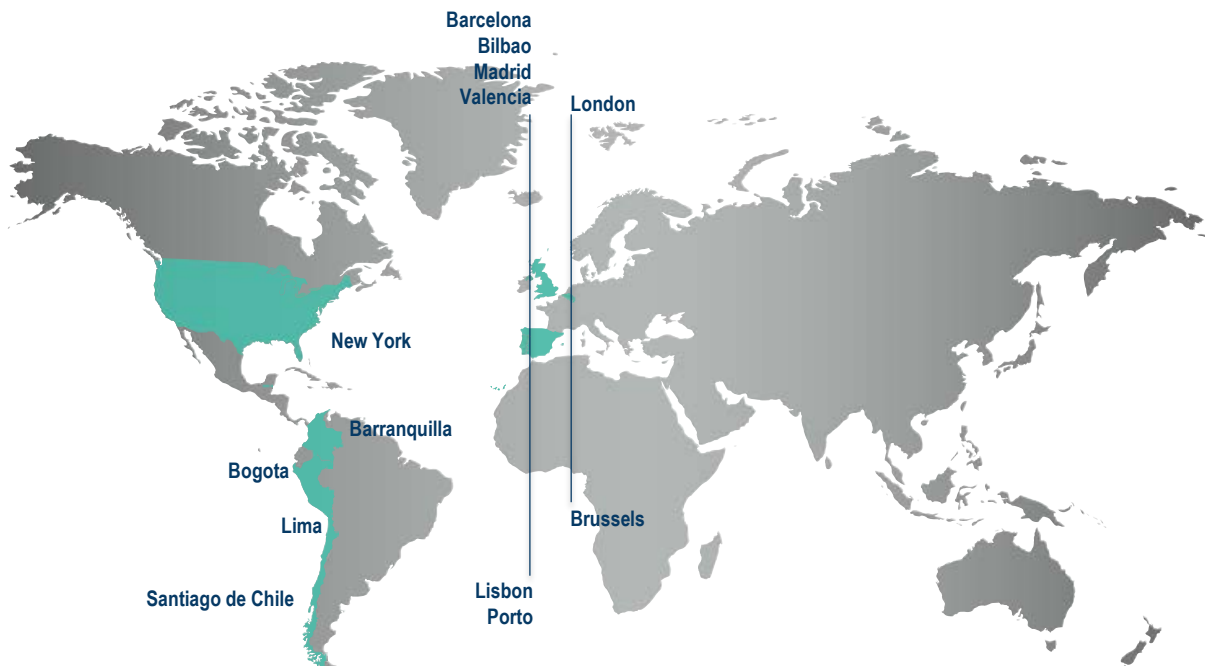 Barcelona
Bilbao
Madrid
Valencia
London
New York
Barranquilla
Bogota
Lima
Brussels
Santiago de Chile
Lisbon
Porto